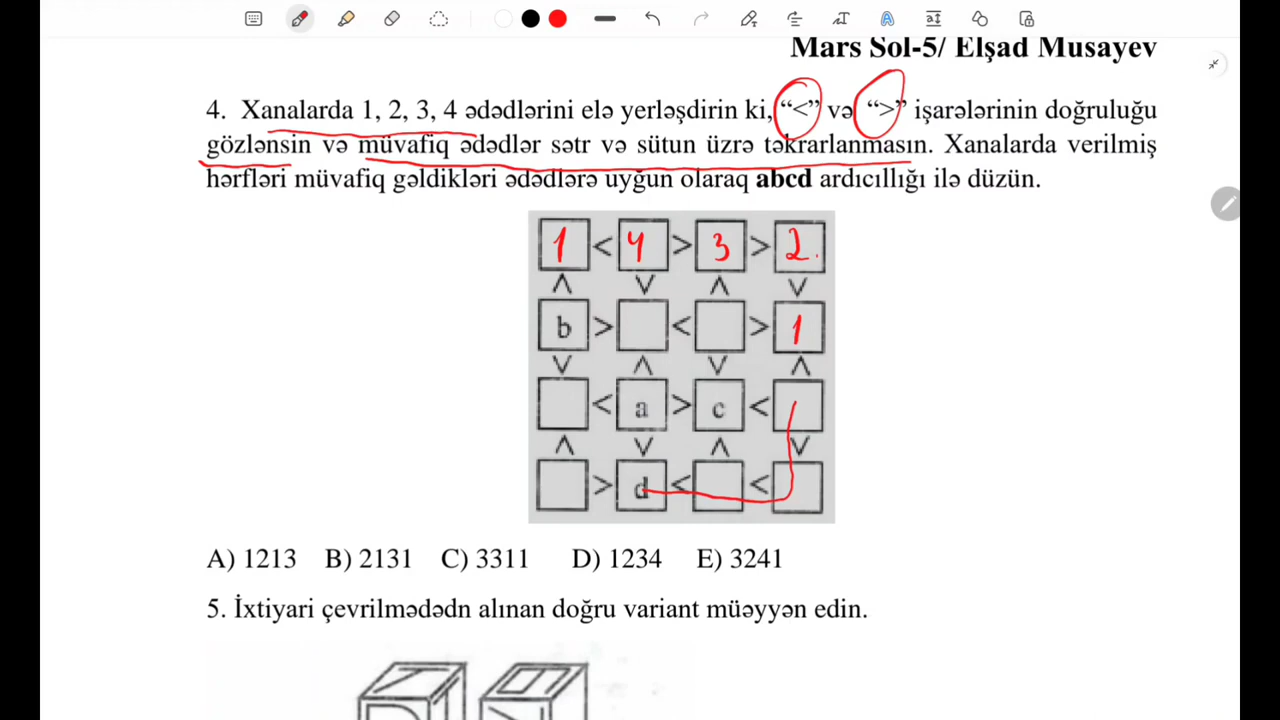 Mars Sol-5/ Elşad Musayev
4. Xanalarda 1, 2, 3, 4 ədədlərini elə yerləşdirin ki, “<” və “>” işarələrinin doğruluğu
gözlənsin və müvafiq ədədlər sətr və sütun üzrə təkrarlanmasın. Xanalarda verilmiş
hərfləri müvafiq gəldikləri ədədlərə uyğun olaraq abcd ardıcıllığı ilə düzün.
1 < 4 > 3 > 2.
^ v ^ v
b > < > 1
v ^ v ^
< a > c <
^ v ^ v
> d < <
A) 1213 B) 2131 C) 3311 D) 1234 E) 3241
5. İxtiyari çevrilmədədn alınan doğru variant müəyyən edin.